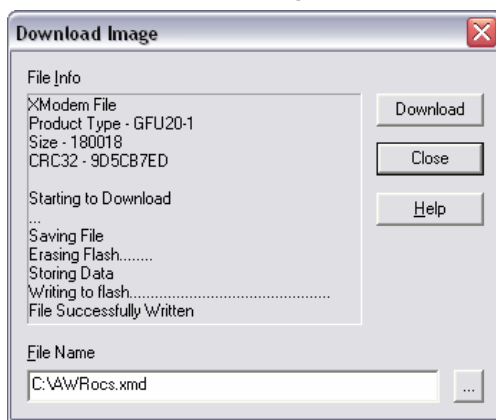 Download Image
File Info
XModem File
Product Type - GFU20-1
Size - 180018
CRC32 - 9D5CB7ED
Starting to Download
...
Saving File
Erasing Flash........
Storing Data
Writing to flash..................................................
File Successfully Written
Download
Close
Help
File Name
C:\AWRocs.xmd
...